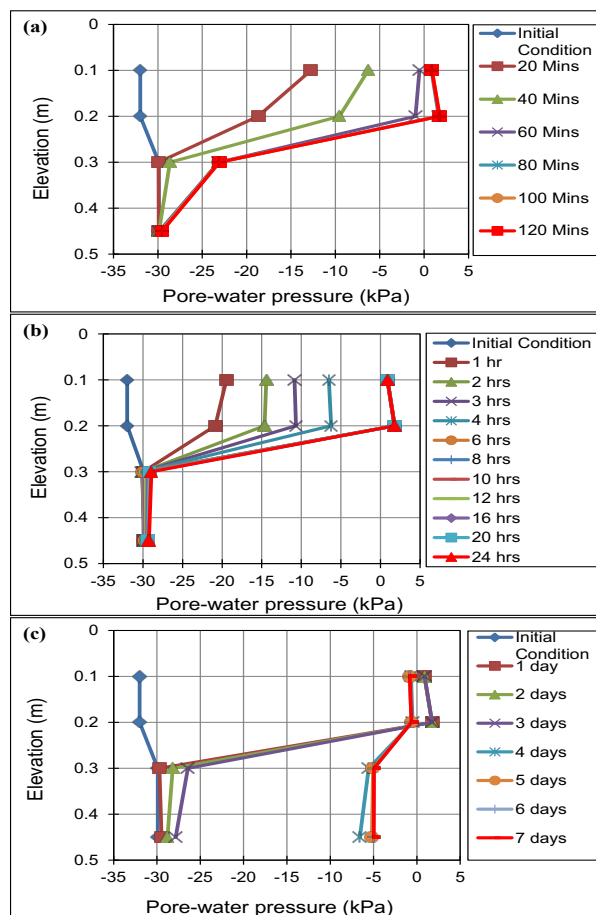 (a)
0
0.1
0.2
0.3
0.4
0.5
Elevation (m)
-35 -30 -25 -20 -15 -10 -5 0 5
Pore-water pressure (kPa)
Initial
Condition
20 Mins
40 Mins
60 Mins
80 Mins
100 Mins
120 Mins
(b)
0
0.1
0.2
0.3
0.4
0.5
Elevation (m)
-35 -30 -25 -20 -15 -10 -5 0 5
Pore-water pressure (kPa)
Initial Condition
1 hr
2 hrs
3 hrs
4 hrs
6 hrs
8 hrs
10 hrs
12 hrs
16 hrs
20 hrs
24 hrs
(c)
0
0.1
0.2
0.3
0.4
0.5
Elevation (m)
-35 -30 -25 -20 -15 -10 -5 0 5
Pore-water pressure (kPa)
Initial
Condition
1 day
2 days
3 days
4 days
5 days
6 days
7 days